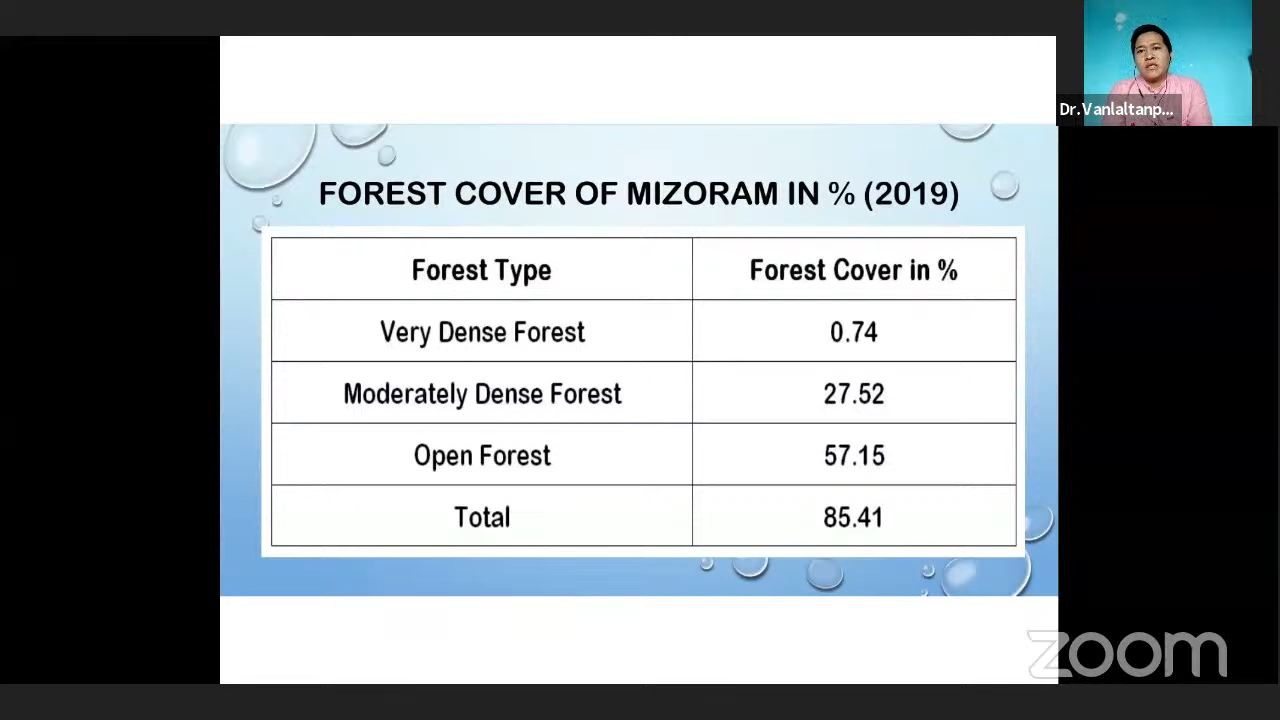 Dr.Vanlaltanp...
FOREST COVER OF MIZORAM IN % (2019)
Forest Type Forest Cover in %
Very Dense Forest 0.74
Moderately Dense Forest 27.52
Open Forest 57.15
Total 85.41
zoom